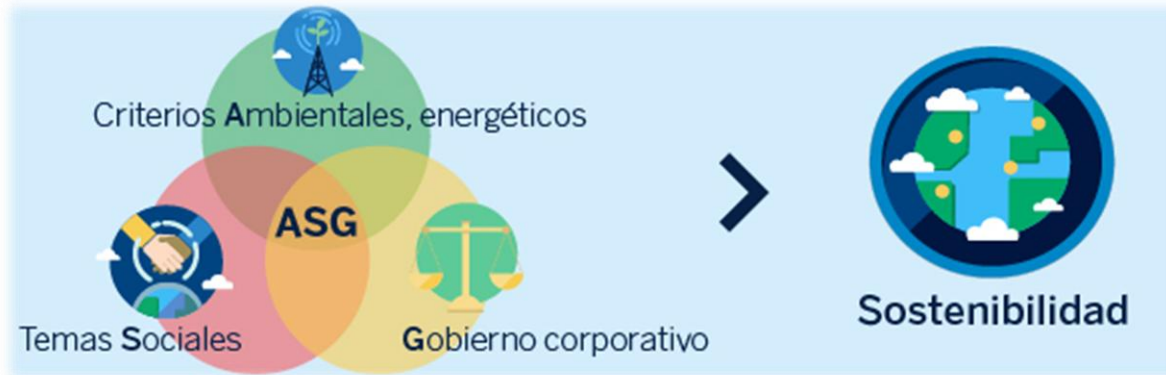 Criterios Ambientales, energéticos
ASG
Temas Sociales
Gobierno corporativo
Sostenibilidad